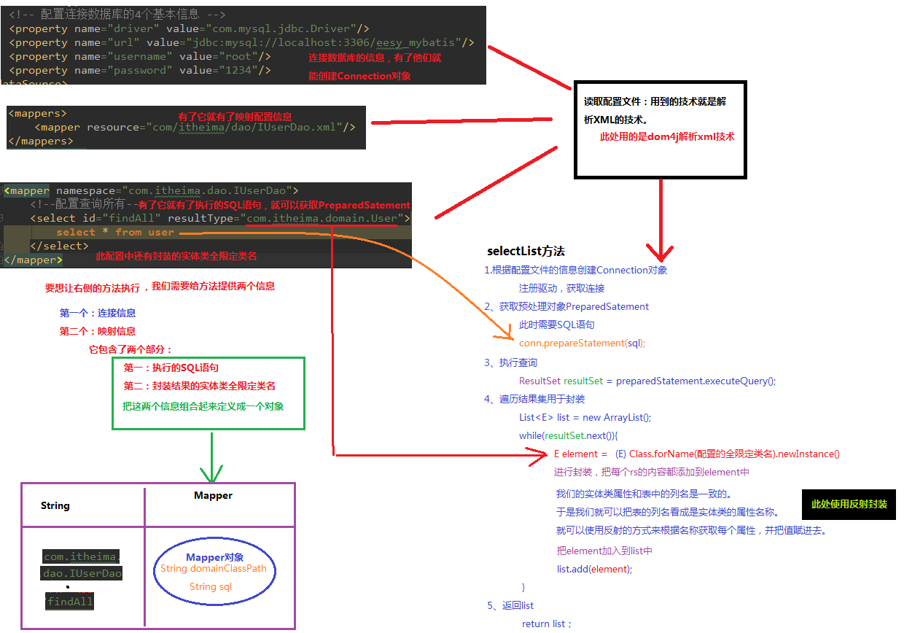 <!-- 配置连接数据库的4个基本信息 -->
<property name="driver" value="com.mysql.jdbc.Driver"/>
<property name="url" value="jdbc:mysql://localhost:3306/eesy_mybatis"/>
<property name="username" value="root"/>
<property name="password" value="1234"/>
连接数据库的信息，有了他们就
能创建Connection对象
ataSource>
<mappers>
有了它就有了映射配置信息
<mapper resource="com/itheima/dao/IUserDao.xml"/>
</mappers>
<mapper namespace="com.itheima.dao.IUserDao">
<!--配置查询所有--
有了它就有了执行的SQL语句，就可以获取PreparedSatement
<select id="findAll" resultType="com.itheima.domain.User">
select * from user
</select>
此配置中还有封装的实体类全限定类名
</mapper>
要想让右侧的方法执行，我们需要给方法提供两个信息
第一个：连接信息
第二个：映射信息
它包含了两个部分：
第一：执行的SQL语句
第二：封装结果的实体类全限定类名
把这两个信息组合起来定义成一个对象
String
Mapper
com.itheima.
dao.IUserDao
.
findAll
Mapper对象
String domainClassPath
String sql
读取配置文件：用到的技术就是解
析XML的技术。
此处用的是dom4j解析xml技术
selectList方法
1.根据配置文件的信息创建Connection对象
注册驱动，获取连接
2、获取预处理对象PreparedSatement
此时需要SQL语句
conn.prepareStatement(sql);
3、执行查询
ResultSet resultSet = preparedStatement.executeQuery();
4、遍历结果集用于封装
List<E> list = new ArrayList();
while(resultSet.next()){
E element = (E) Class.forName(配置的全限定类名).newInstance()
进行封装，把每个rs的内容都添加到element中
我们的实体类属性和表中的列名是一致的。
于是我们就可以把表的列名看成是实体类的属性名称。
就可以使用反射的方式来根据名称获取每个属性，并把值赋进去。
此处使用反射封装
把element加入到list中
list.add(element);
}
5、返回list
return list；